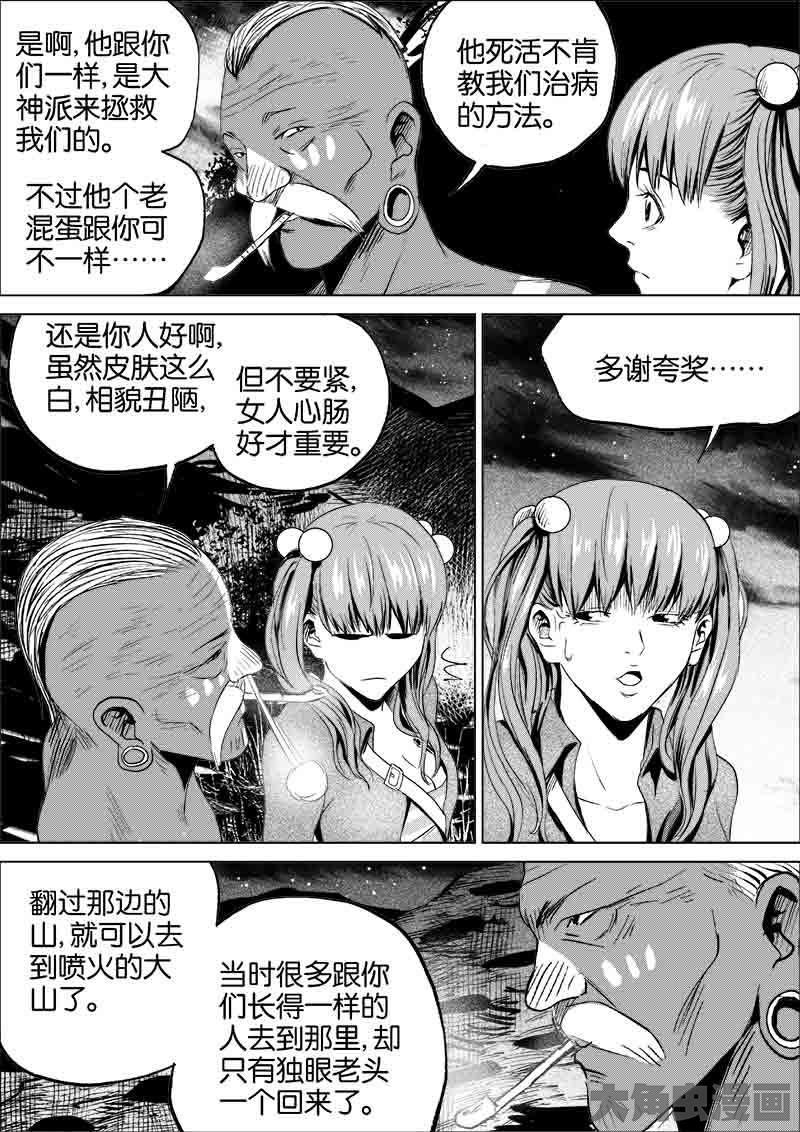 是啊,他跟你
们一样,是大
神派来拯救
我们的。
不过他个老
混蛋跟你可
不一样……
他死活不肯
教我们治病
的方法。
还是你人好啊,
虽然皮肤这么
白,相貌丑陋,
但不要紧,
女人心肠
好才重要。
多谢夸奖……
翻过那边的
山,就可以去
到喷火的大
山了。
当时很多跟你
们长得一样的
人去到那里,却
只有独眼老头
一个回来了。
大角虫漫画